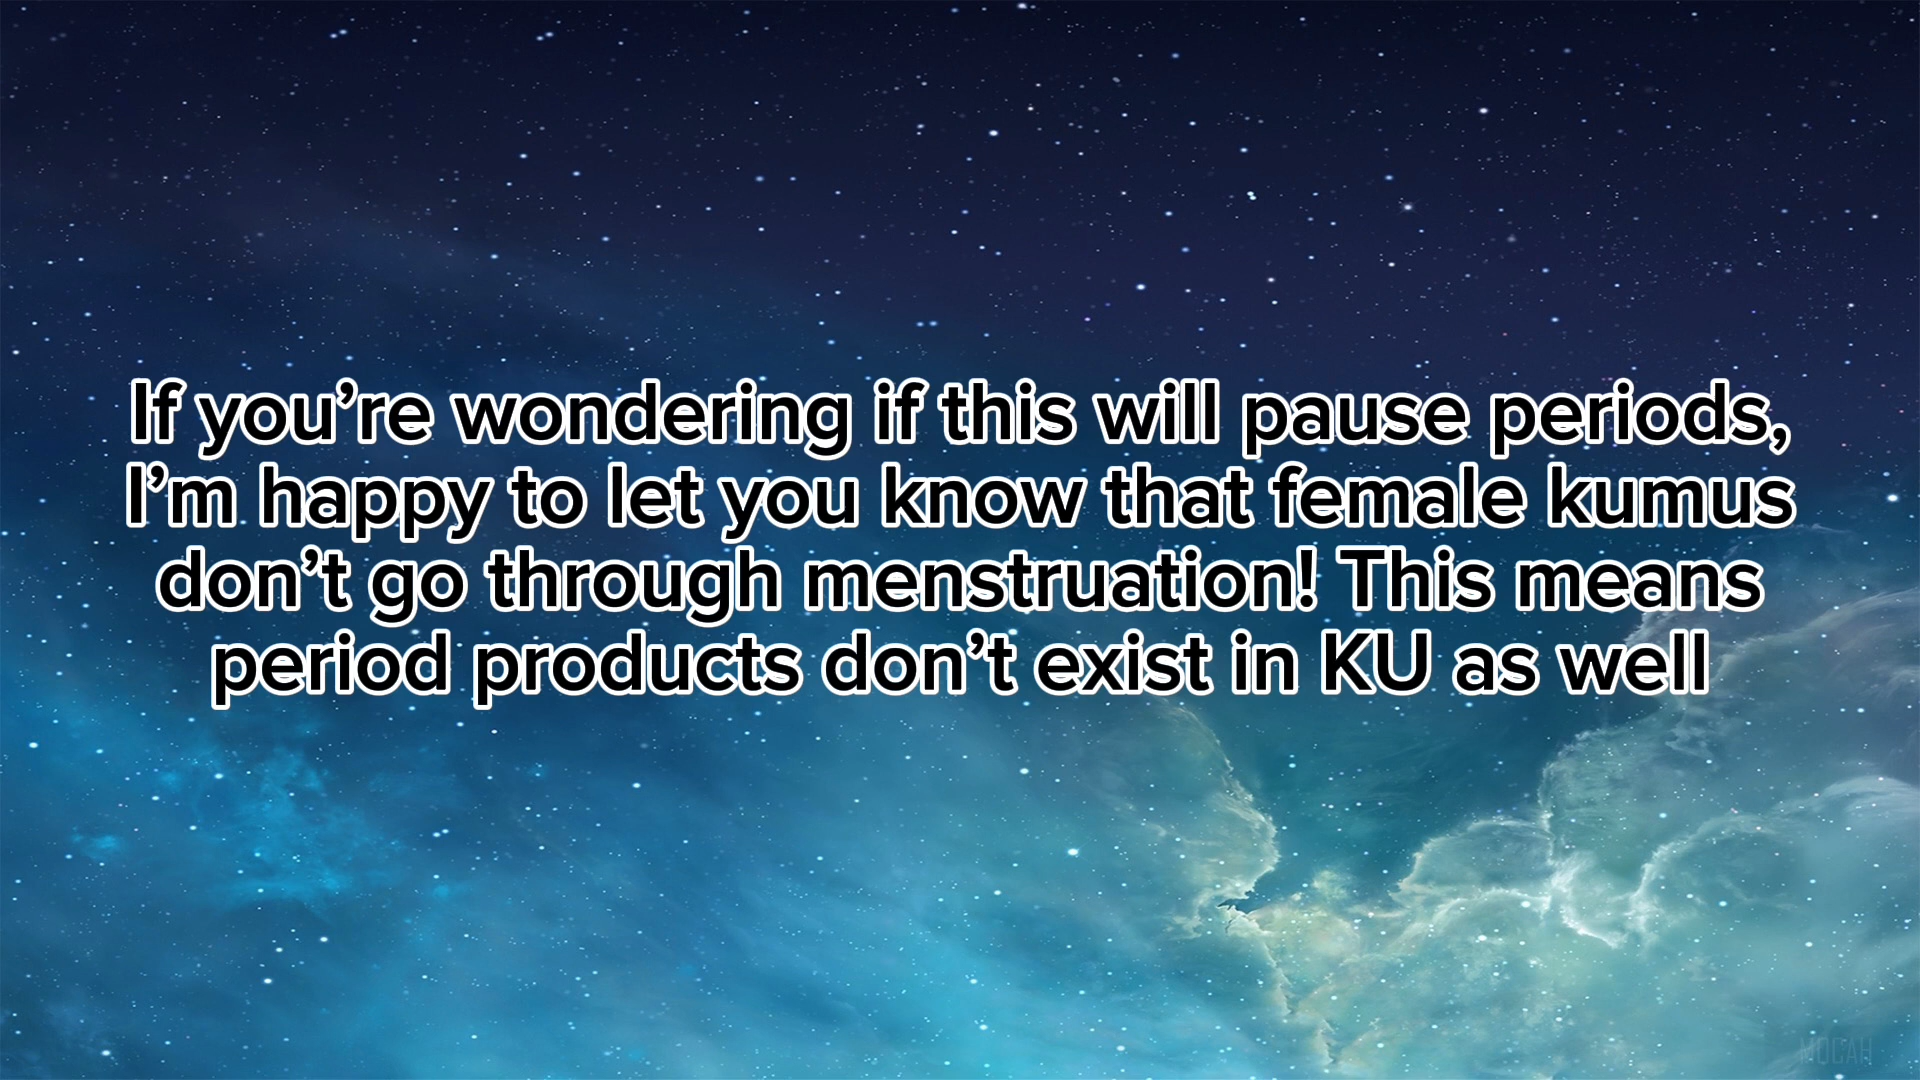 If you’re wondering if this will pause periods,
I’m happy to let you know that female kumus
don’t go through menstruation! This means
period products don’t exist in KU as well
MOCAH